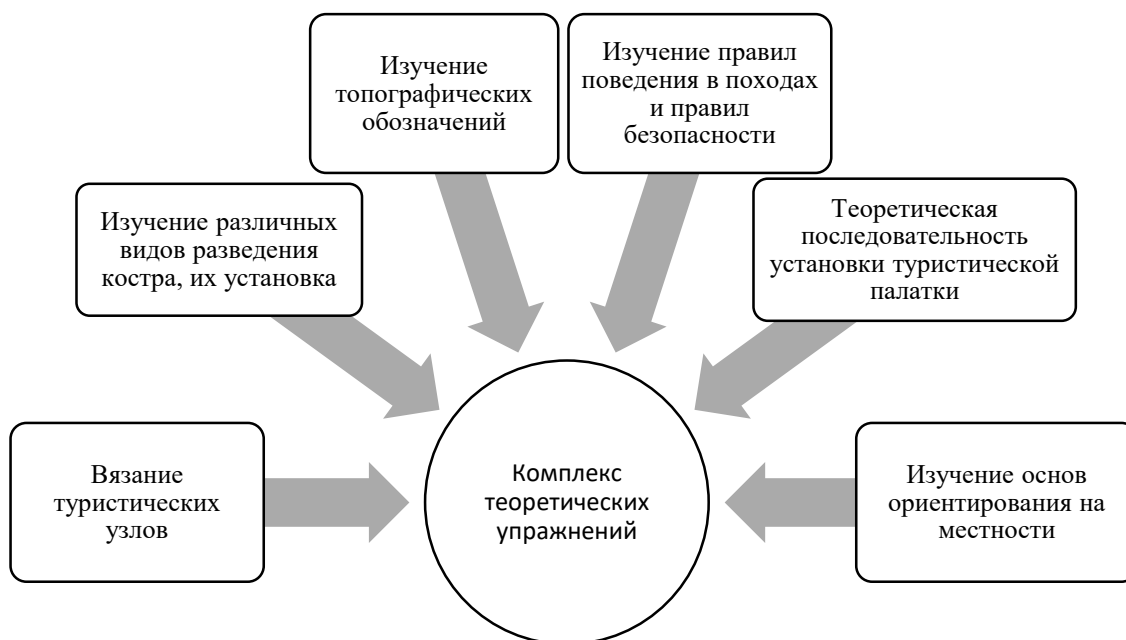 Изучение
топографических
обозначений
Изучение правил
поведения в походах
и правил
безопасности
Изучение различных
видов разведения
костра, их установка
Теоретическая
последовательность
установки туристической
палатки
Вязание
туристических
узлов
Комплекс
теоретических
упражнений
Изучение основ
ориентирования на
местности